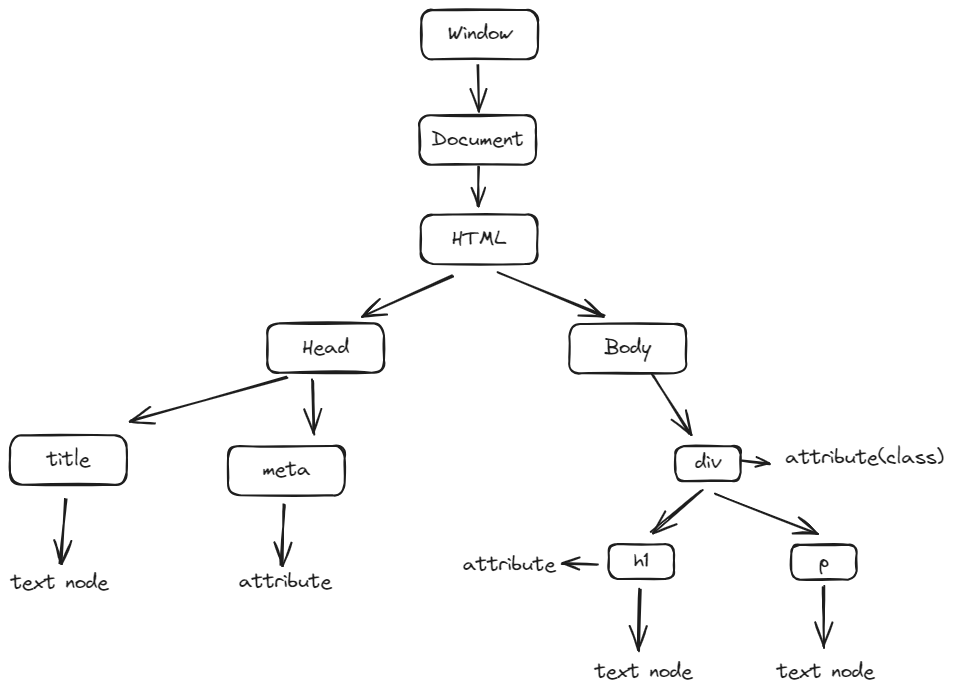 Window
Document
HTML
Head
Body
title
meta
div
attribute(class)
text node
attribute
attribute
h1
p
text node
text node